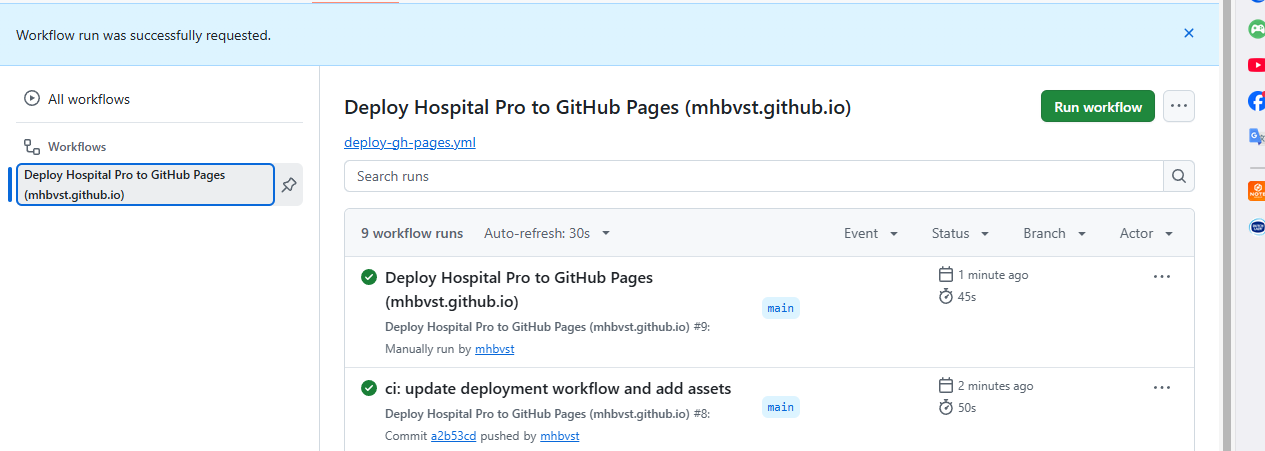 Workflow run was successfully requested.
All workflows
Workflows
Deploy Hospital Pro to GitHub Pages
(mhbvst.github.io)
Deploy Hospital Pro to GitHub Pages (mhbvst.github.io)
Run workflow
deploy-gh-pages.yml
Search runs
9 workflow runs Auto-refresh: 30s Event Status Branch Actor
Deploy Hospital Pro to GitHub Pages
(mhbvst.github.io)
Deploy Hospital Pro to GitHub Pages (mhbvst.github.io) #9:
Manually run by mhbvst
main
1 minute ago
45s
ci: update deployment workflow and add assets
Deploy Hospital Pro to GitHub Pages (mhbvst.github.io) #8:
Commit a2b53cd pushed by mhbvst
main
2 minutes ago
50s